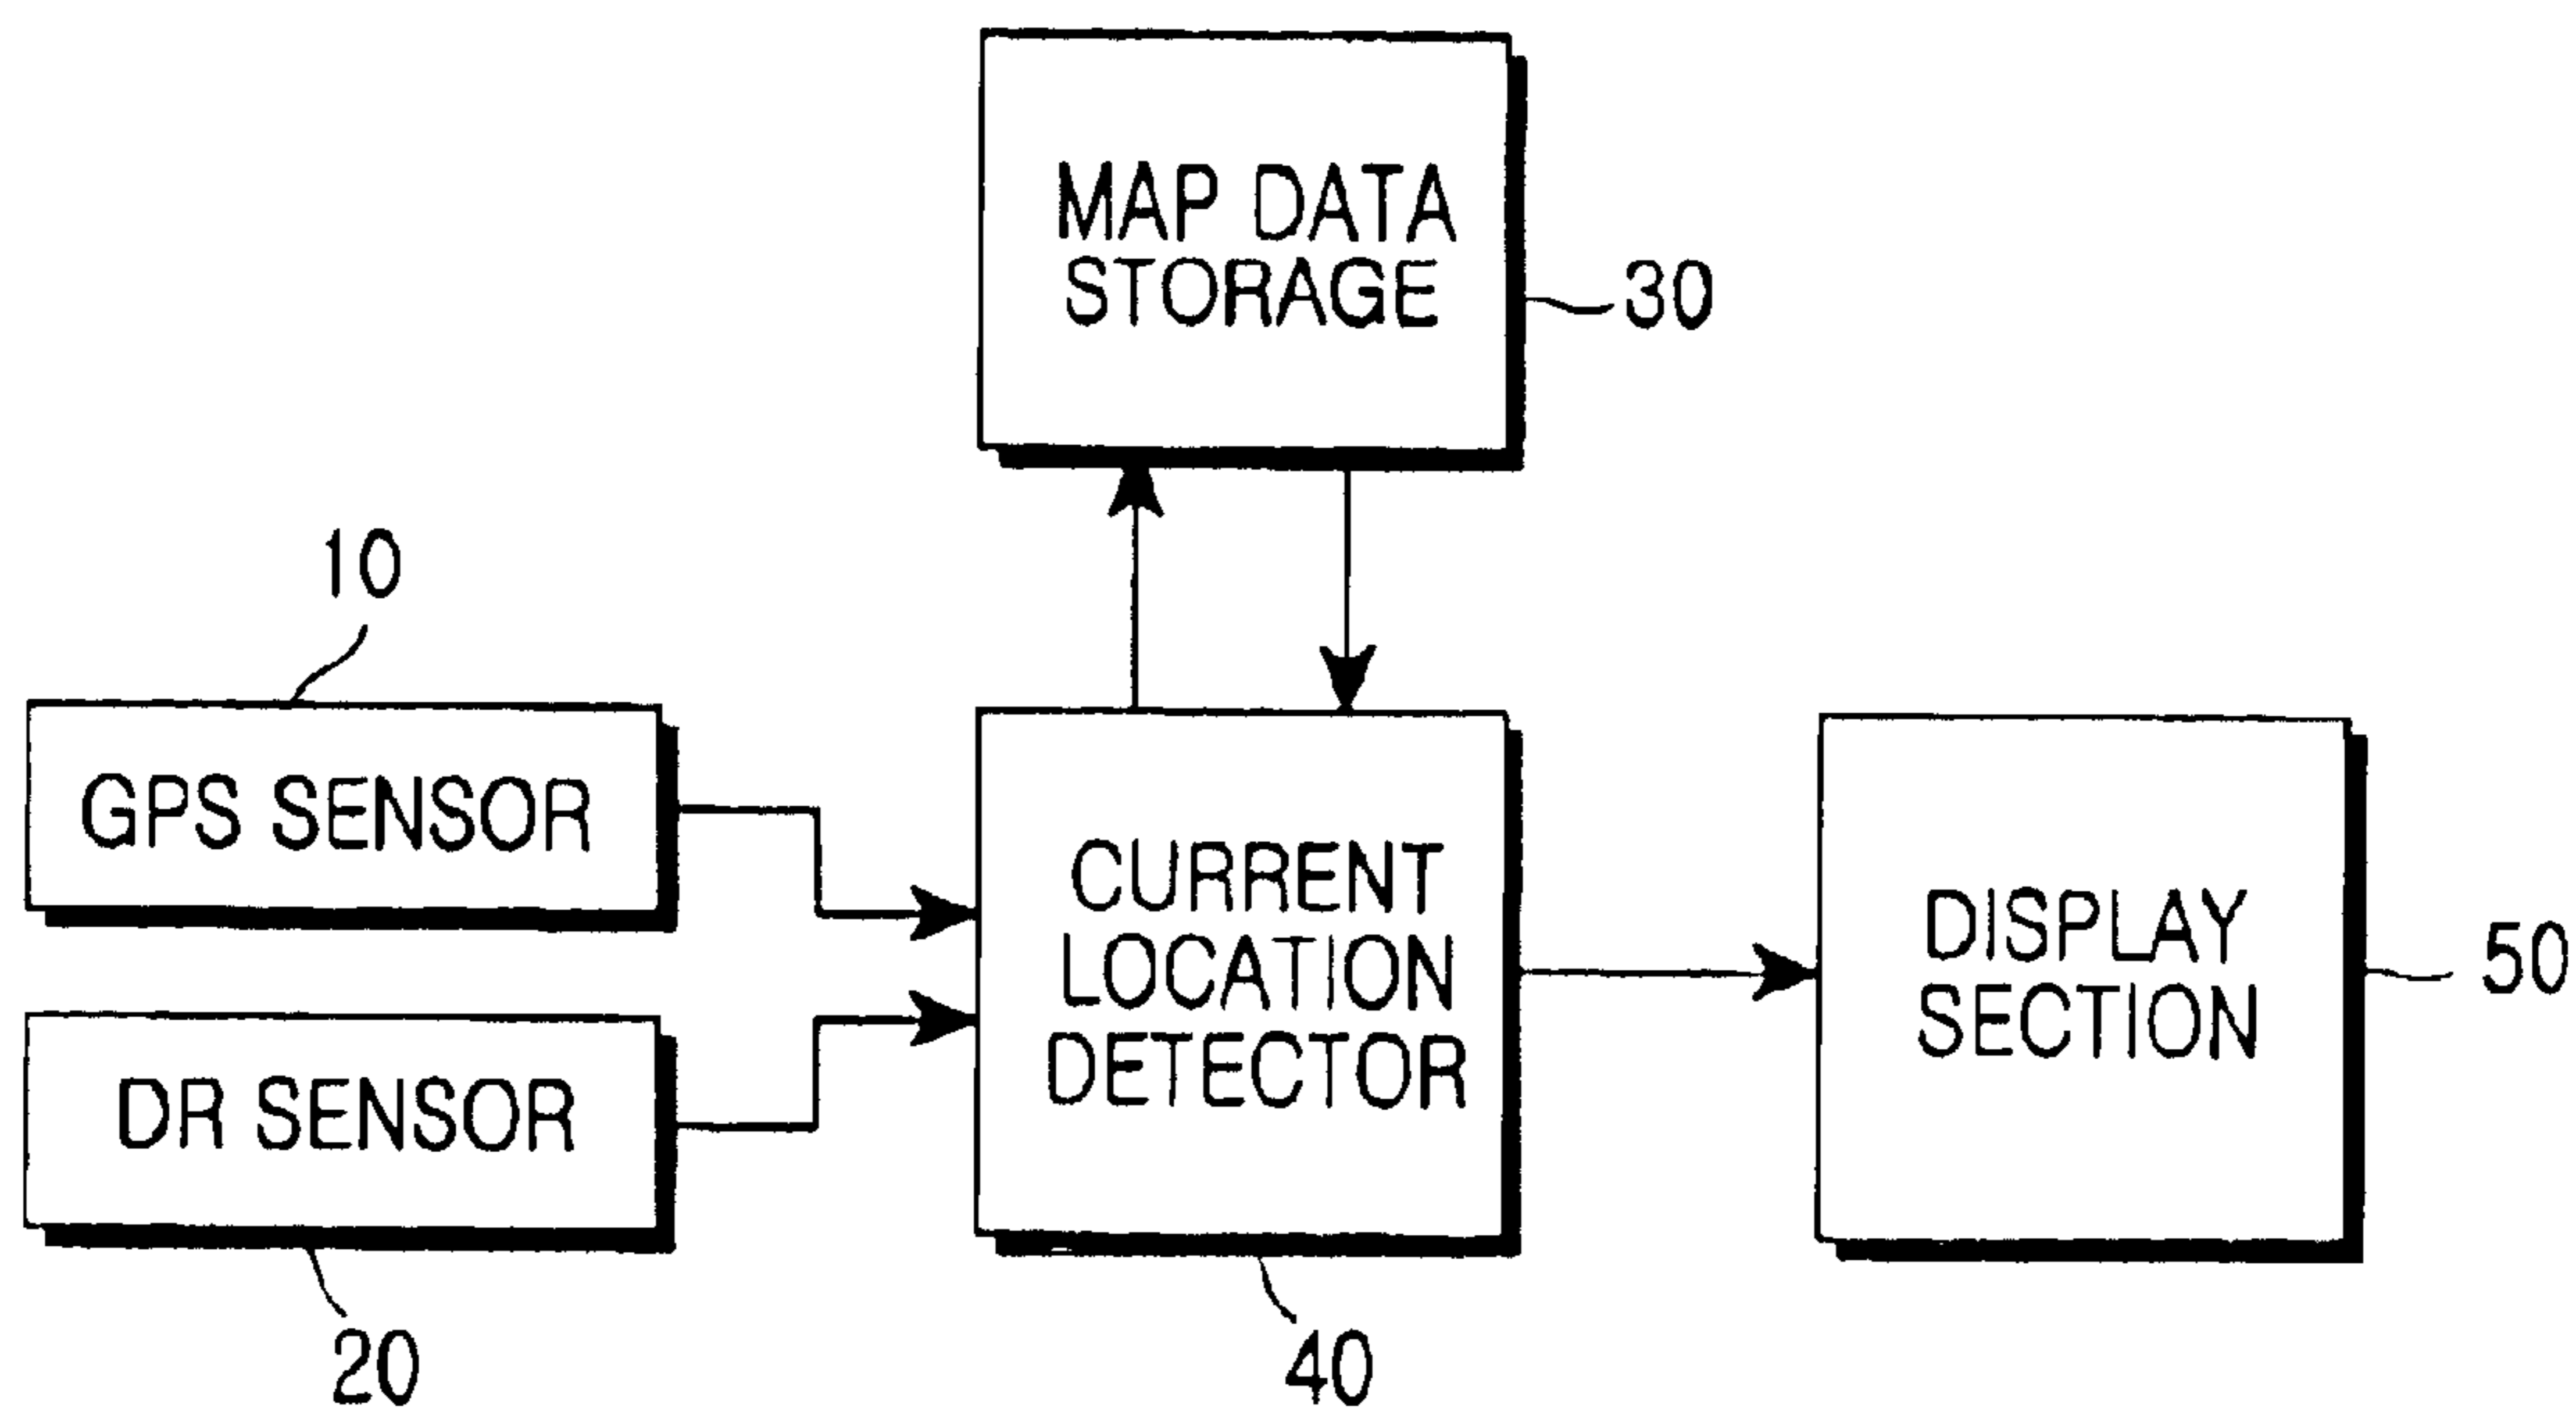 MAP DATA
STORAGE
30
10
GPS SENSOR
DR SENSOR
20
CURRENT
LOCATION
DETECTOR
40
DISPLAY
SECTION
50